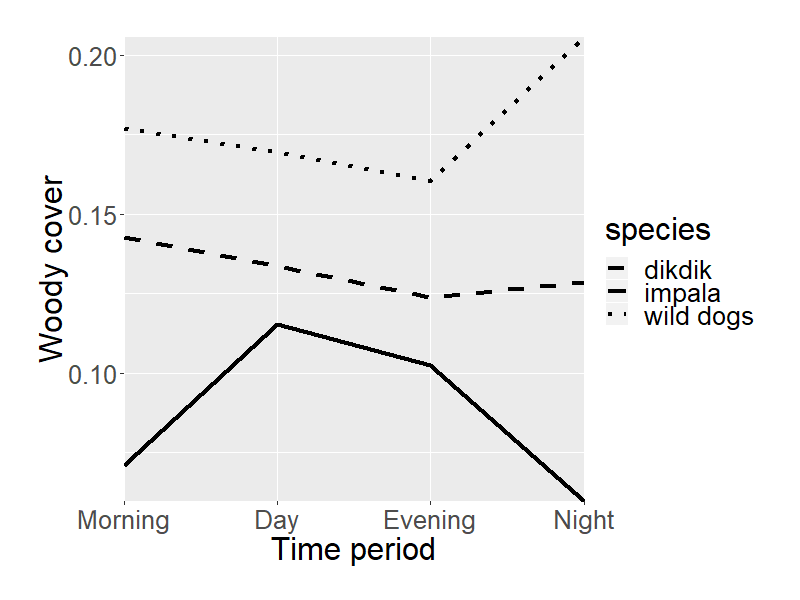 0.20
0.15
0.10
Woody cover
Morning Day Evening Night
Time period
species
dikdik
impala
wild dogs